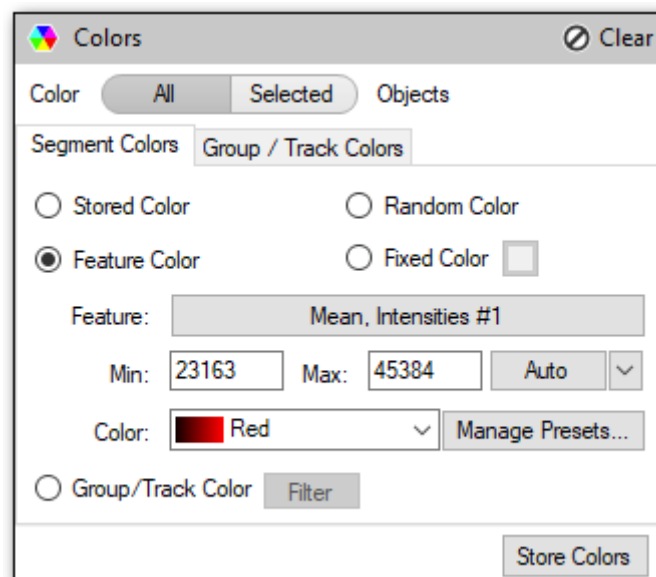 Colors Clear
Color All Selected Objects
Segment Colors Group / Track Colors
Stored Color Random Color
Feature Color Fixed Color
Feature: Mean, Intensities #1
Min: 23163 Max: 45384 Auto
Color: Red Manage Presets...
Group/Track Color Filter
Store Colors